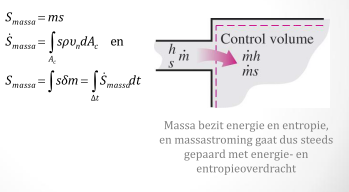 S_massa = ms
Ṡ_massa = ∫_{A_c} sρυ_n dA_c en
S_massa = ∫ sδm = ∫_{Δt} Ṡ_massa dt
h
s
ṁ
Control volume
ṁh
ṁs
Massa bezit energie en entropie,
en massastroming gaat dus steeds
gepaard met energie- en
entropieoverdracht